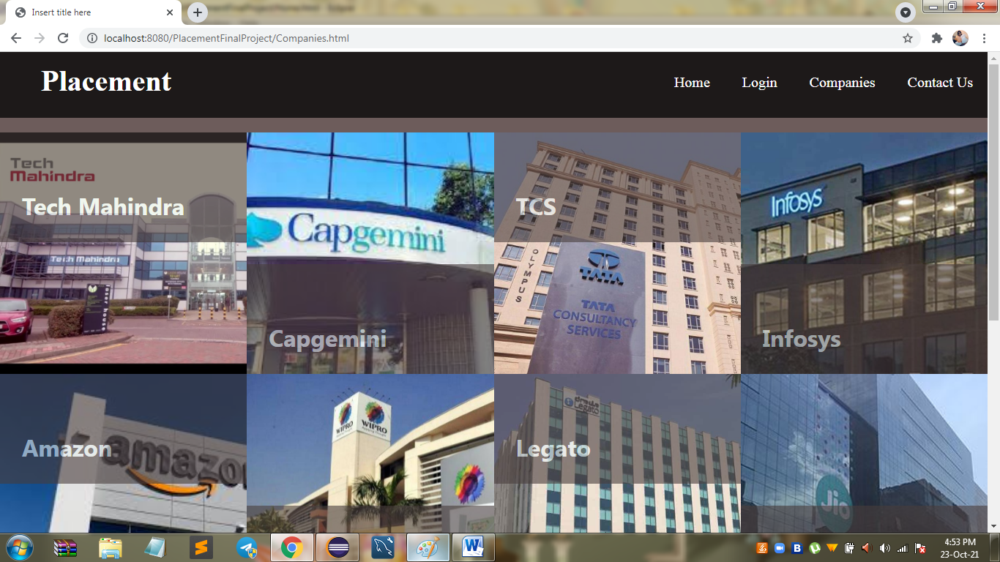 Insert title here
localhost:8080/PlacementFinalProject/Companies.html
Placement
Home Login Companies Contact Us
Tech
Mahindra
Tech Mahindra
Tech Mahindra
Capgemini
Capgemini
TCS
OLYMPUS
TATA
TATA
CONSULTANCY
SERVICES
Infosys
Infosys
Amazon
amazon
WIPRO
WIPRO
Legato
Legato
Jio
4:53 PM
23-Oct-21